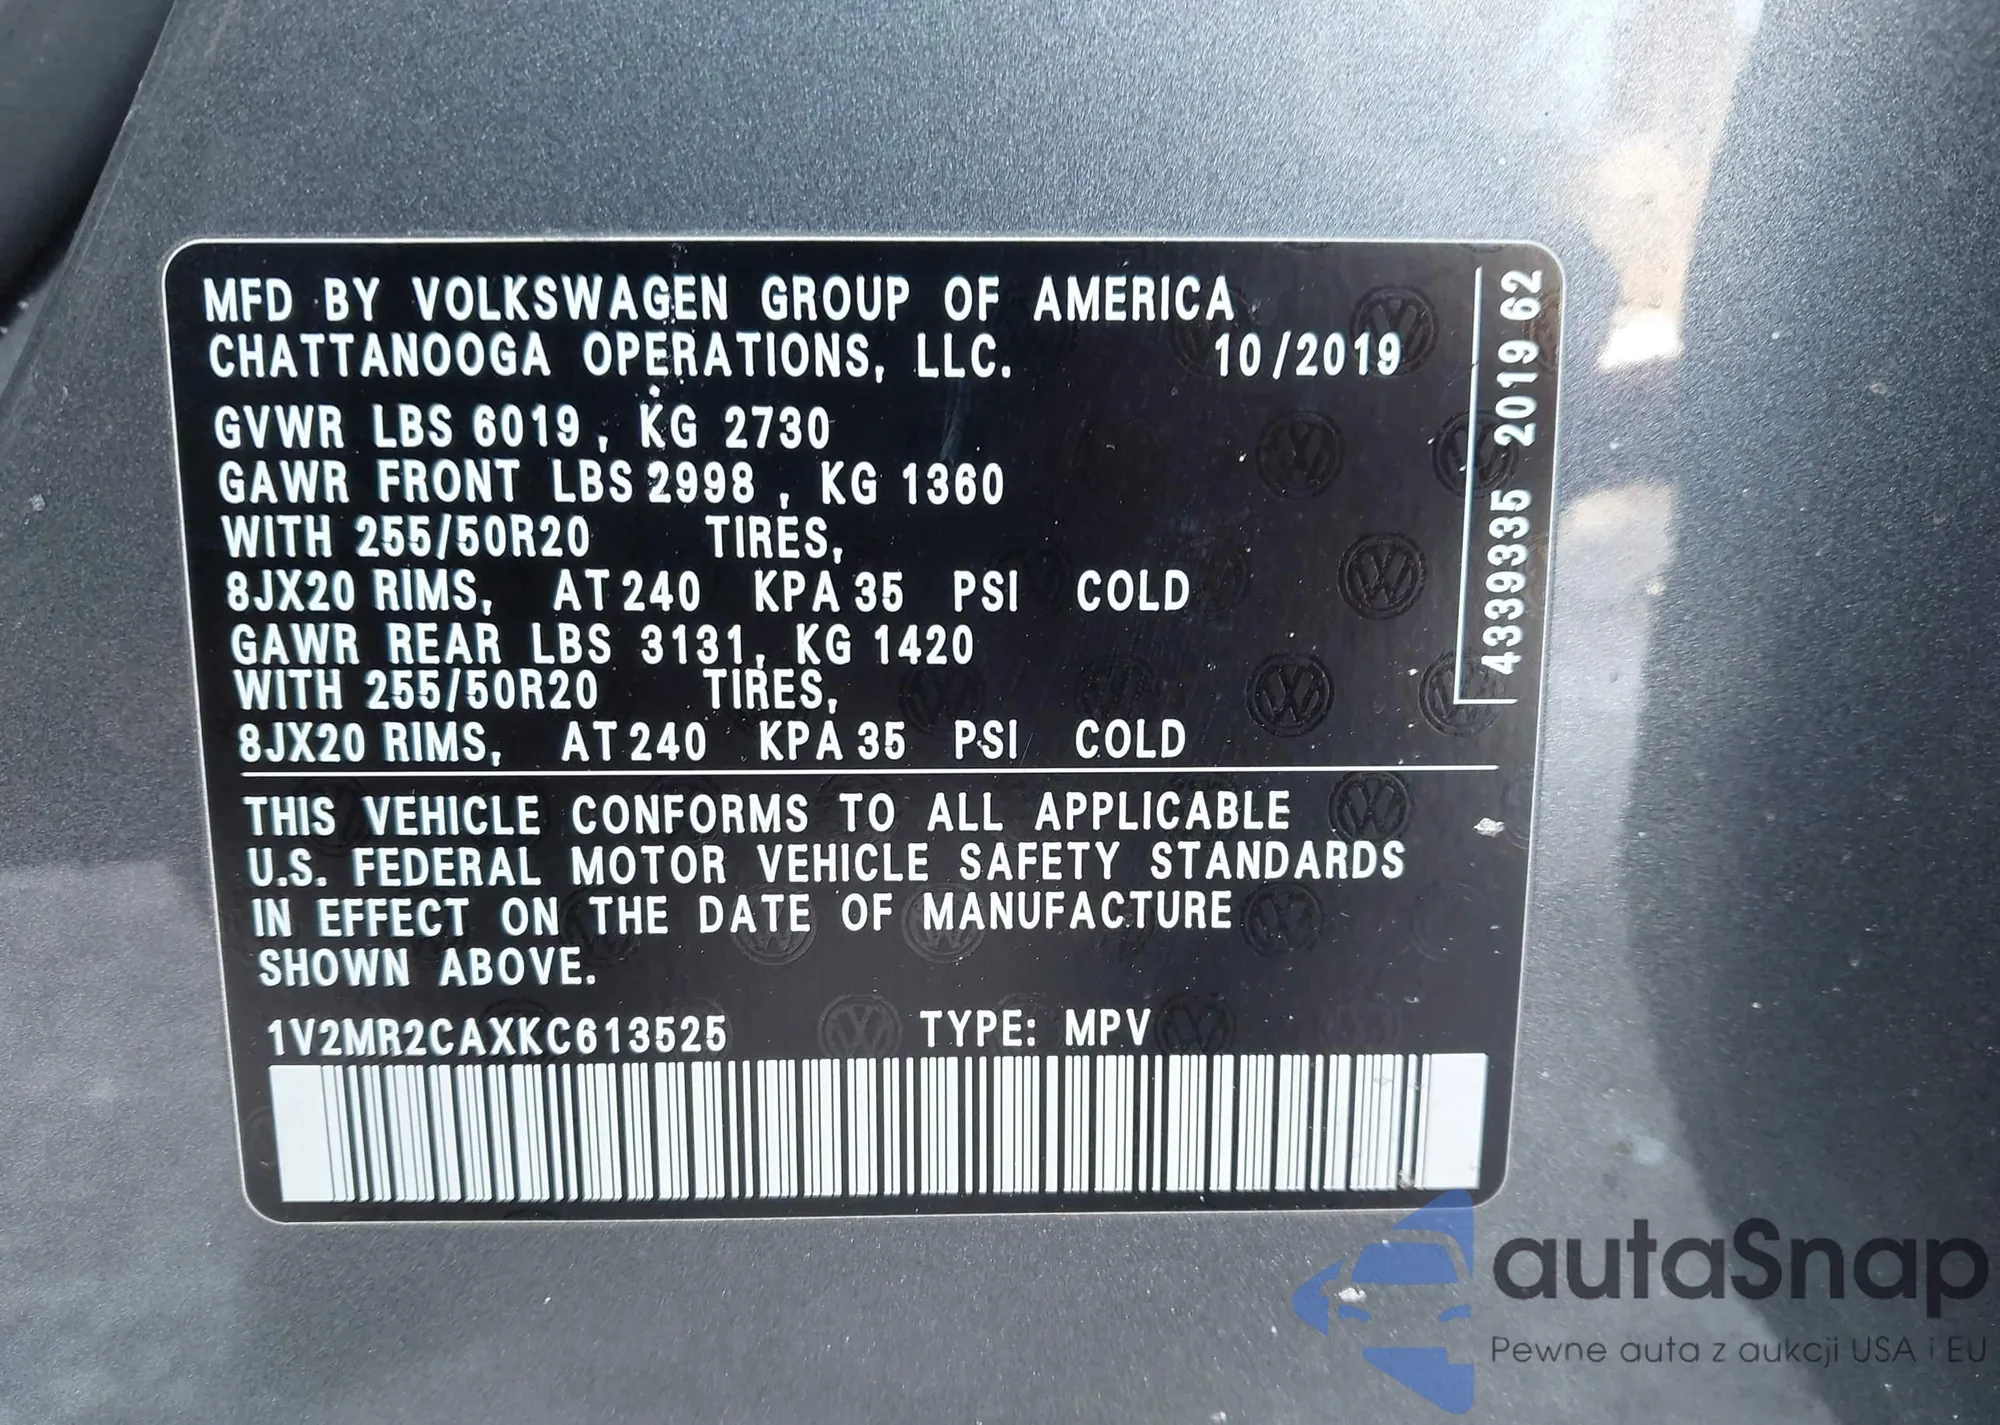 MFD BY VOLKSWAGEN GROUP OF AMERICA
CHATTANOOGA OPERATIONS, LLC. 10/2019
GVWR LBS 6019, KG 2730
GAWR FRONT LBS 2998, KG 1360
WITH 255/50R20 TIRES,
8JX20 RIMS, AT 240 KPA 35 PSI COLD
GAWR REAR LBS 3131, KG 1420
WITH 255/50R20 TIRES,
8JX20 RIMS, AT 240 KPA 35 PSI COLD
THIS VEHICLE CONFORMS TO ALL APPLICABLE
U.S. FEDERAL MOTOR VEHICLE SAFETY STANDARDS
IN EFFECT ON THE DATE OF MANUFACTURE
SHOWN ABOVE.
1V2MR2CAXKC613525 TYPE: MPV
4339335 2019 62
autaSnap
Pewne auta z aukcji USA i EU